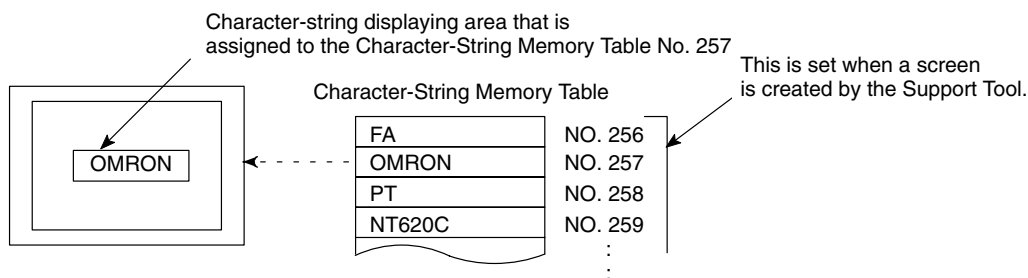 Character-string displaying area that is
assigned to the Character-String Memory Table No. 257
This is set when a screen
is created by the Support Tool.
Character-String Memory Table
OMRON
FA NO. 256
OMRON NO. 257
PT NO. 258
NT620C NO. 259
:
: